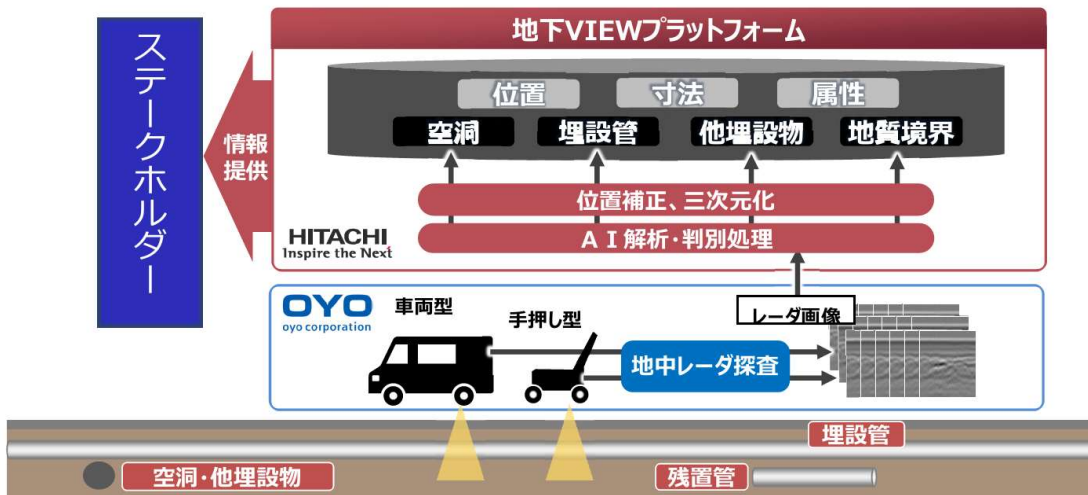 地下VIEWプラットフォーム
ステークホルダー
情報
提供
位置
寸法
属性
空洞
埋設管
他埋設物
地質境界
位置補正、三次元化
AI解析・判別処理
HITACHI
Inspire the Next
OYO
oyo corporation
車両型
手押し型
地中レーダ探査
レーダ画像
埋設管
空洞・他埋設物
残置管